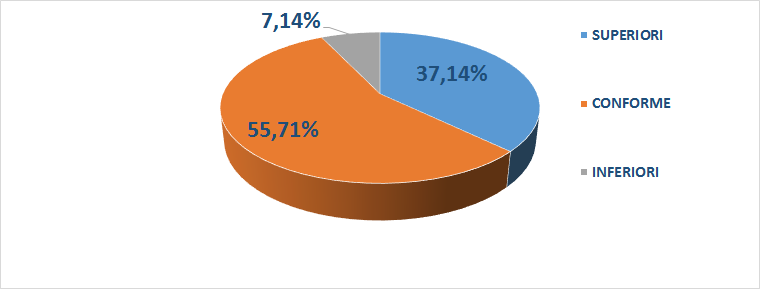 7,14%
37,14%
55,71%
SUPERIORI
CONFORME
INFERIORI